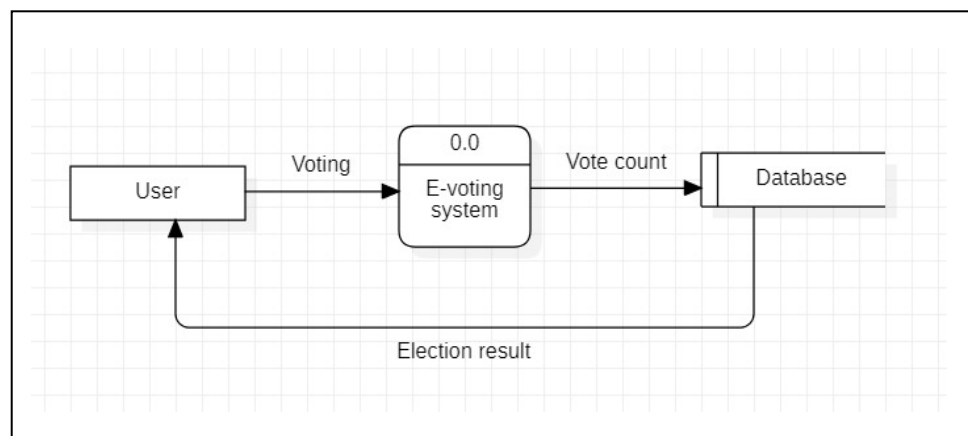 0.0
Voting
Vote count
User
E-voting
system
Database
Election result